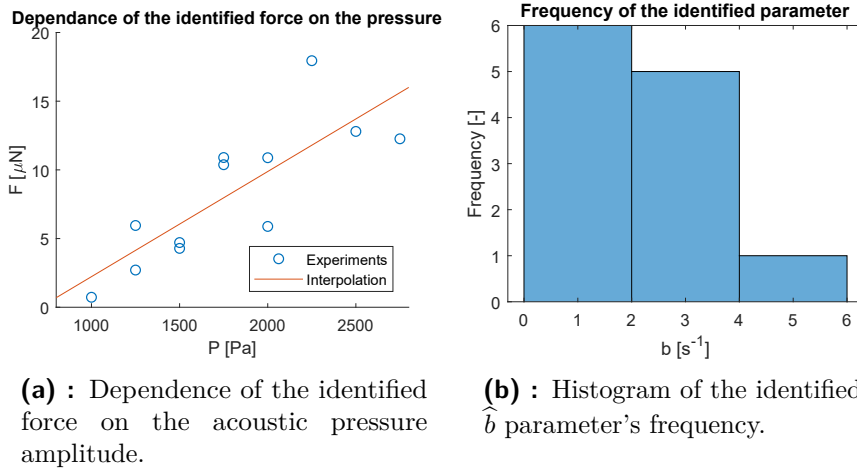 Dependance of the identified force on the pressure
20
15
10
5
0
F [μN]
1000
1500
2000
2500
P [Pa]
Experiments
Interpolation
(a) : Dependence of the identified
force on the acoustic pressure
amplitude.
Frequency of the identified parameter
6
5
4
3
2
1
0
Frequency [-]
0
1
2
3
4
5
6
b [s⁻¹]
(b) : Histogram of the identified
b̂ parameter's frequency.